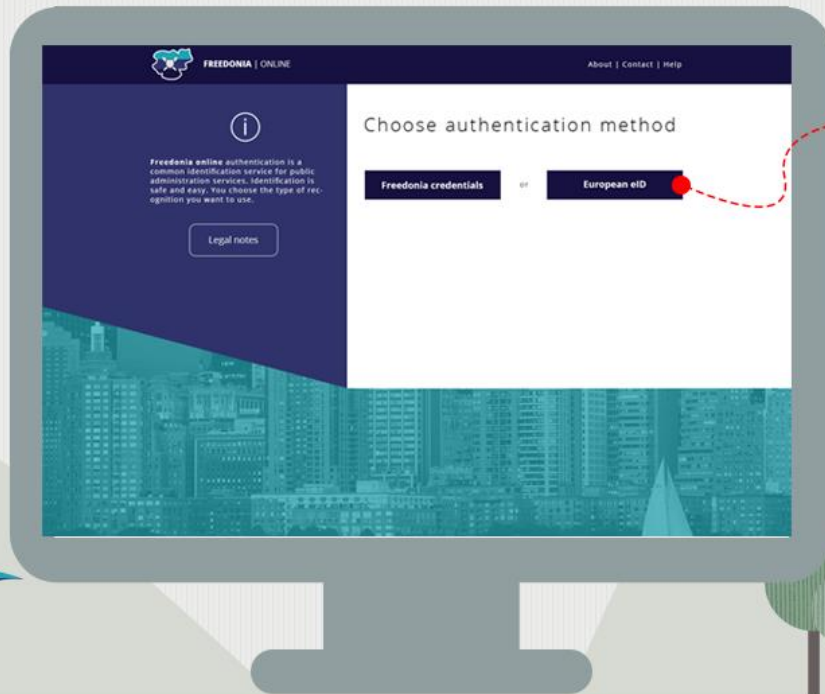 FREEDONIA | ONLINE
About | Contact | Help
Freedonia online authentication is a
common identification service for public
administration services. Identification is
safe and easy. You choose the type of rec-
ognition you want to use.
Legal notes
Choose authentication method
Freedonia credentials or European eID